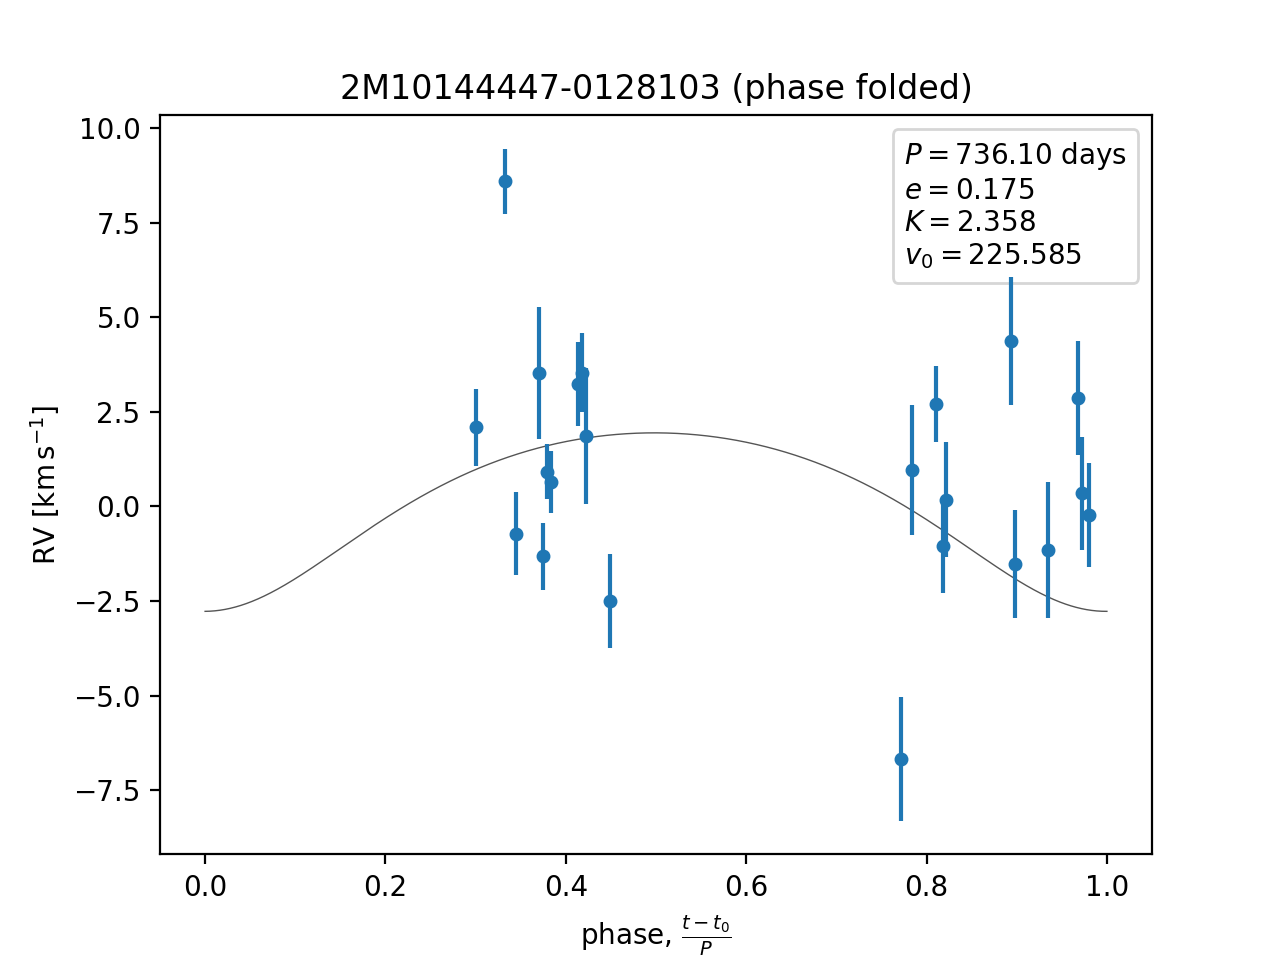 2M10144447-0128103 (phase folded)
P = 736.10 days
e = 0.175
K = 2.358
v₀ = 225.585
10.0
7.5
5.0
2.5
0.0
−2.5
−5.0
−7.5
RV [km s⁻¹]
0.0 0.2 0.4 0.6 0.8 1.0
phase, (t − t₀)/P